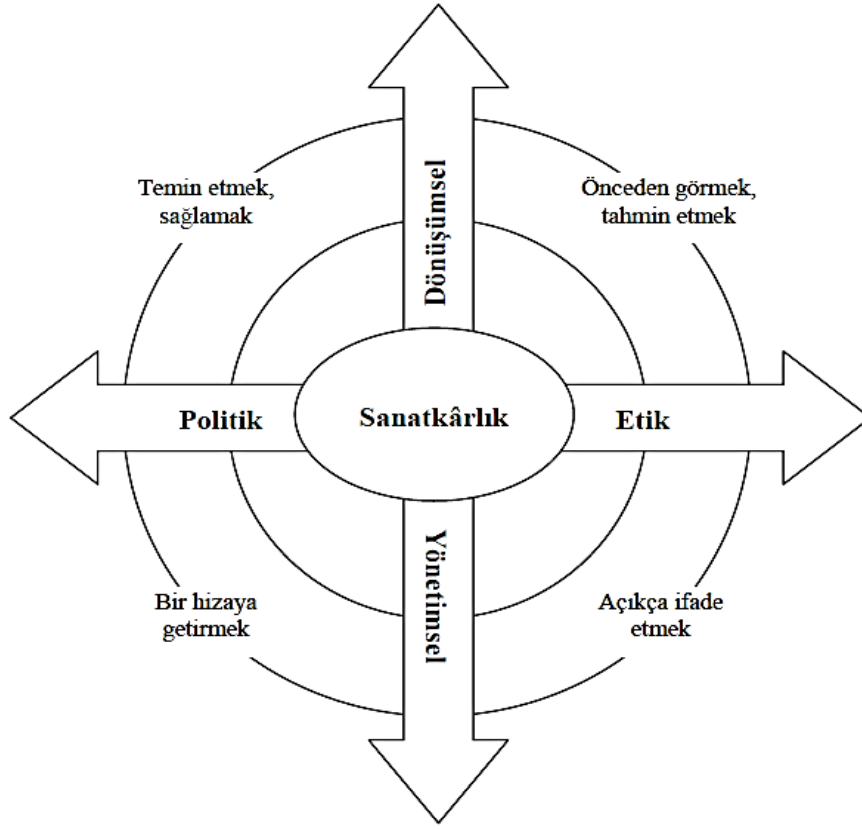 Dönüşümsel
Temin etmek,
sağlamak
Önceden görmek,
tahmin etmek
Politik
Sanatkârlık
Etik
Yönetimsel
Bir hizaya
getirmek
Açıkça ifade
etmek